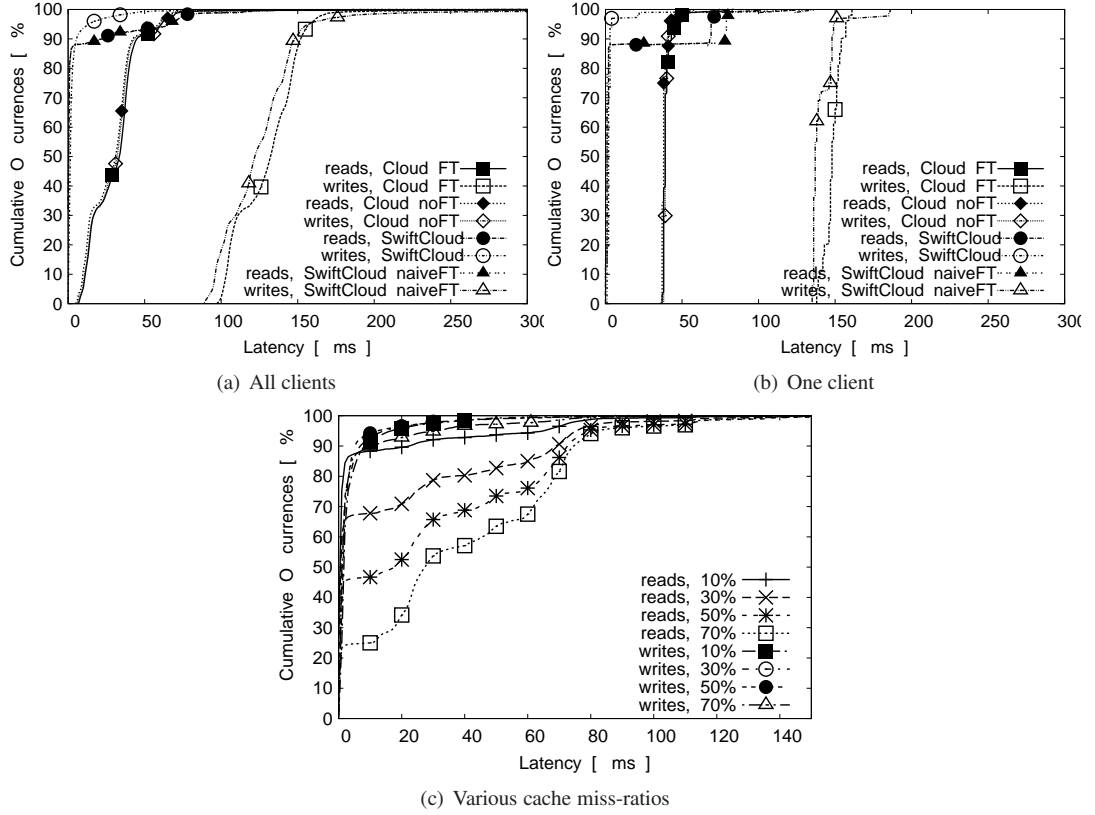 100
90
80
70
60
50
40
30
20
10
0
Cumulative O currences [ %
reads, Cloud FT
writes, Cloud FT
reads, Cloud noFT
writes, Cloud noFT
reads, SwiftCloud
writes, SwiftCloud
reads, SwiftCloud naiveFT
writes, SwiftCloud naiveFT
0 50 100 150 200 250 300
Latency [ ms ]
(a) All clients
100
90
80
70
60
50
40
30
20
10
0
Cumulative O currences [ %
reads, Cloud FT
writes, Cloud FT
reads, Cloud noFT
writes, Cloud noFT
reads, SwiftCloud
writes, SwiftCloud
reads, SwiftCloud naiveFT
writes, SwiftCloud naiveFT
0 50 100 150 200 250 300
Latency [ ms ]
(b) One client
100
90
80
70
60
50
40
30
20
10
0
Cumulative O currences [ %
reads, 10%
reads, 30%
reads, 50%
reads, 70%
writes, 10%
writes, 30%
writes, 50%
writes, 70%
0 20 40 60 80 100 120 140
Latency [ ms ]
(c) Various cache miss-ratios